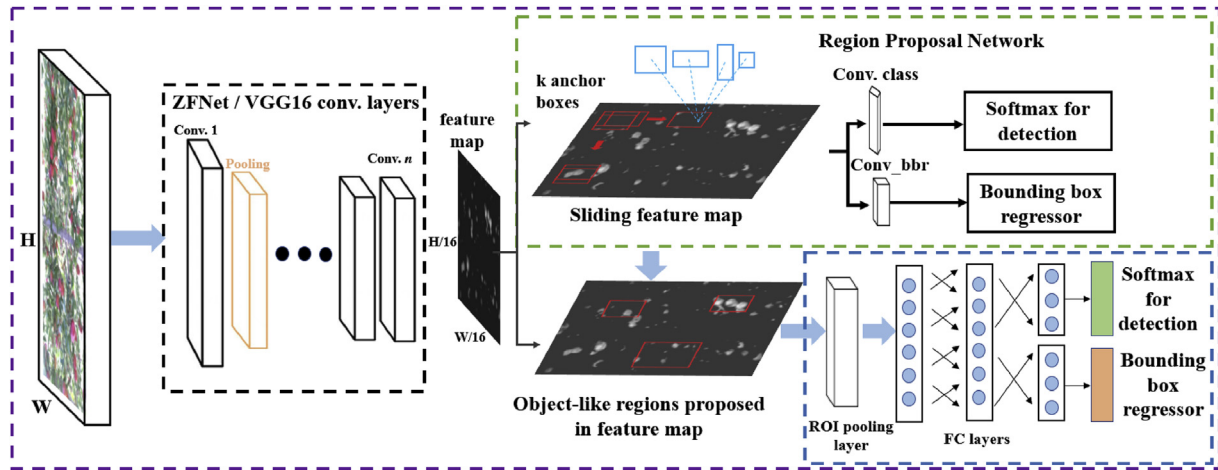 H
W
ZFNet / VGG16 conv. layers
Conv. 1
Pooling
Conv. n
feature
map
H/16
W/16
Region Proposal Network
k anchor
boxes
Sliding feature map
Conv. class
Softmax for
detection
Conv_bbr
Bounding box
regressor
Object-like regions proposed
in feature map
ROI pooling
layer
FC layers
Softmax
for
detection
Bounding
box
regressor